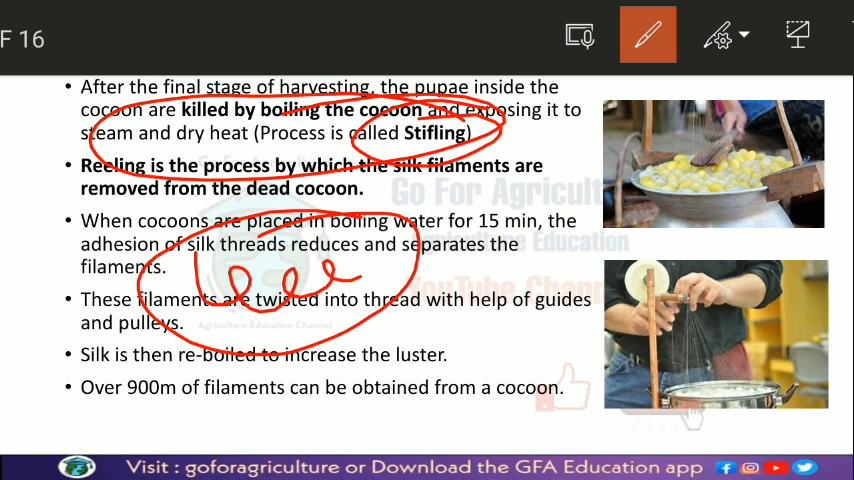 F 16
• After the final stage of harvesting, the pupae inside the
cocoon are killed by boiling the cocoon and exposing it to
steam and dry heat (Process is called Stifling)
• Reeling is the process by which the silk filaments are
removed from the dead cocoon.
Go For Agricult
• When cocoons are placed in boiling water for 15 min, the
adhesion of silk threads reduces and separates the
filaments.
Agriculture Education
YouTube Chann
• These filaments are twisted into thread with help of guides
and pulleys.
Agriculture Education Channel
• Silk is then re-boiled to increase the luster.
• Over 900m of filaments can be obtained from a cocoon.
Visit : goforagriculture or Download the GFA Education app